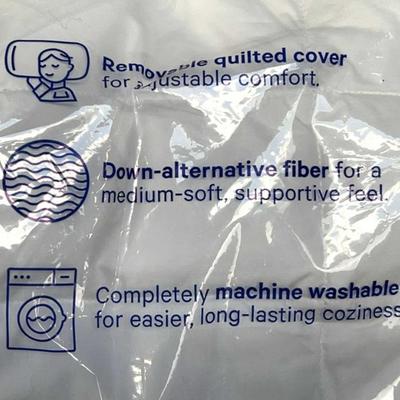 Removable quilted cover
for adjustable comfort,
Down-alternative fiber for a
medium-soft, supportive feel.
Completely machine washable
for easier, long-lasting coziness